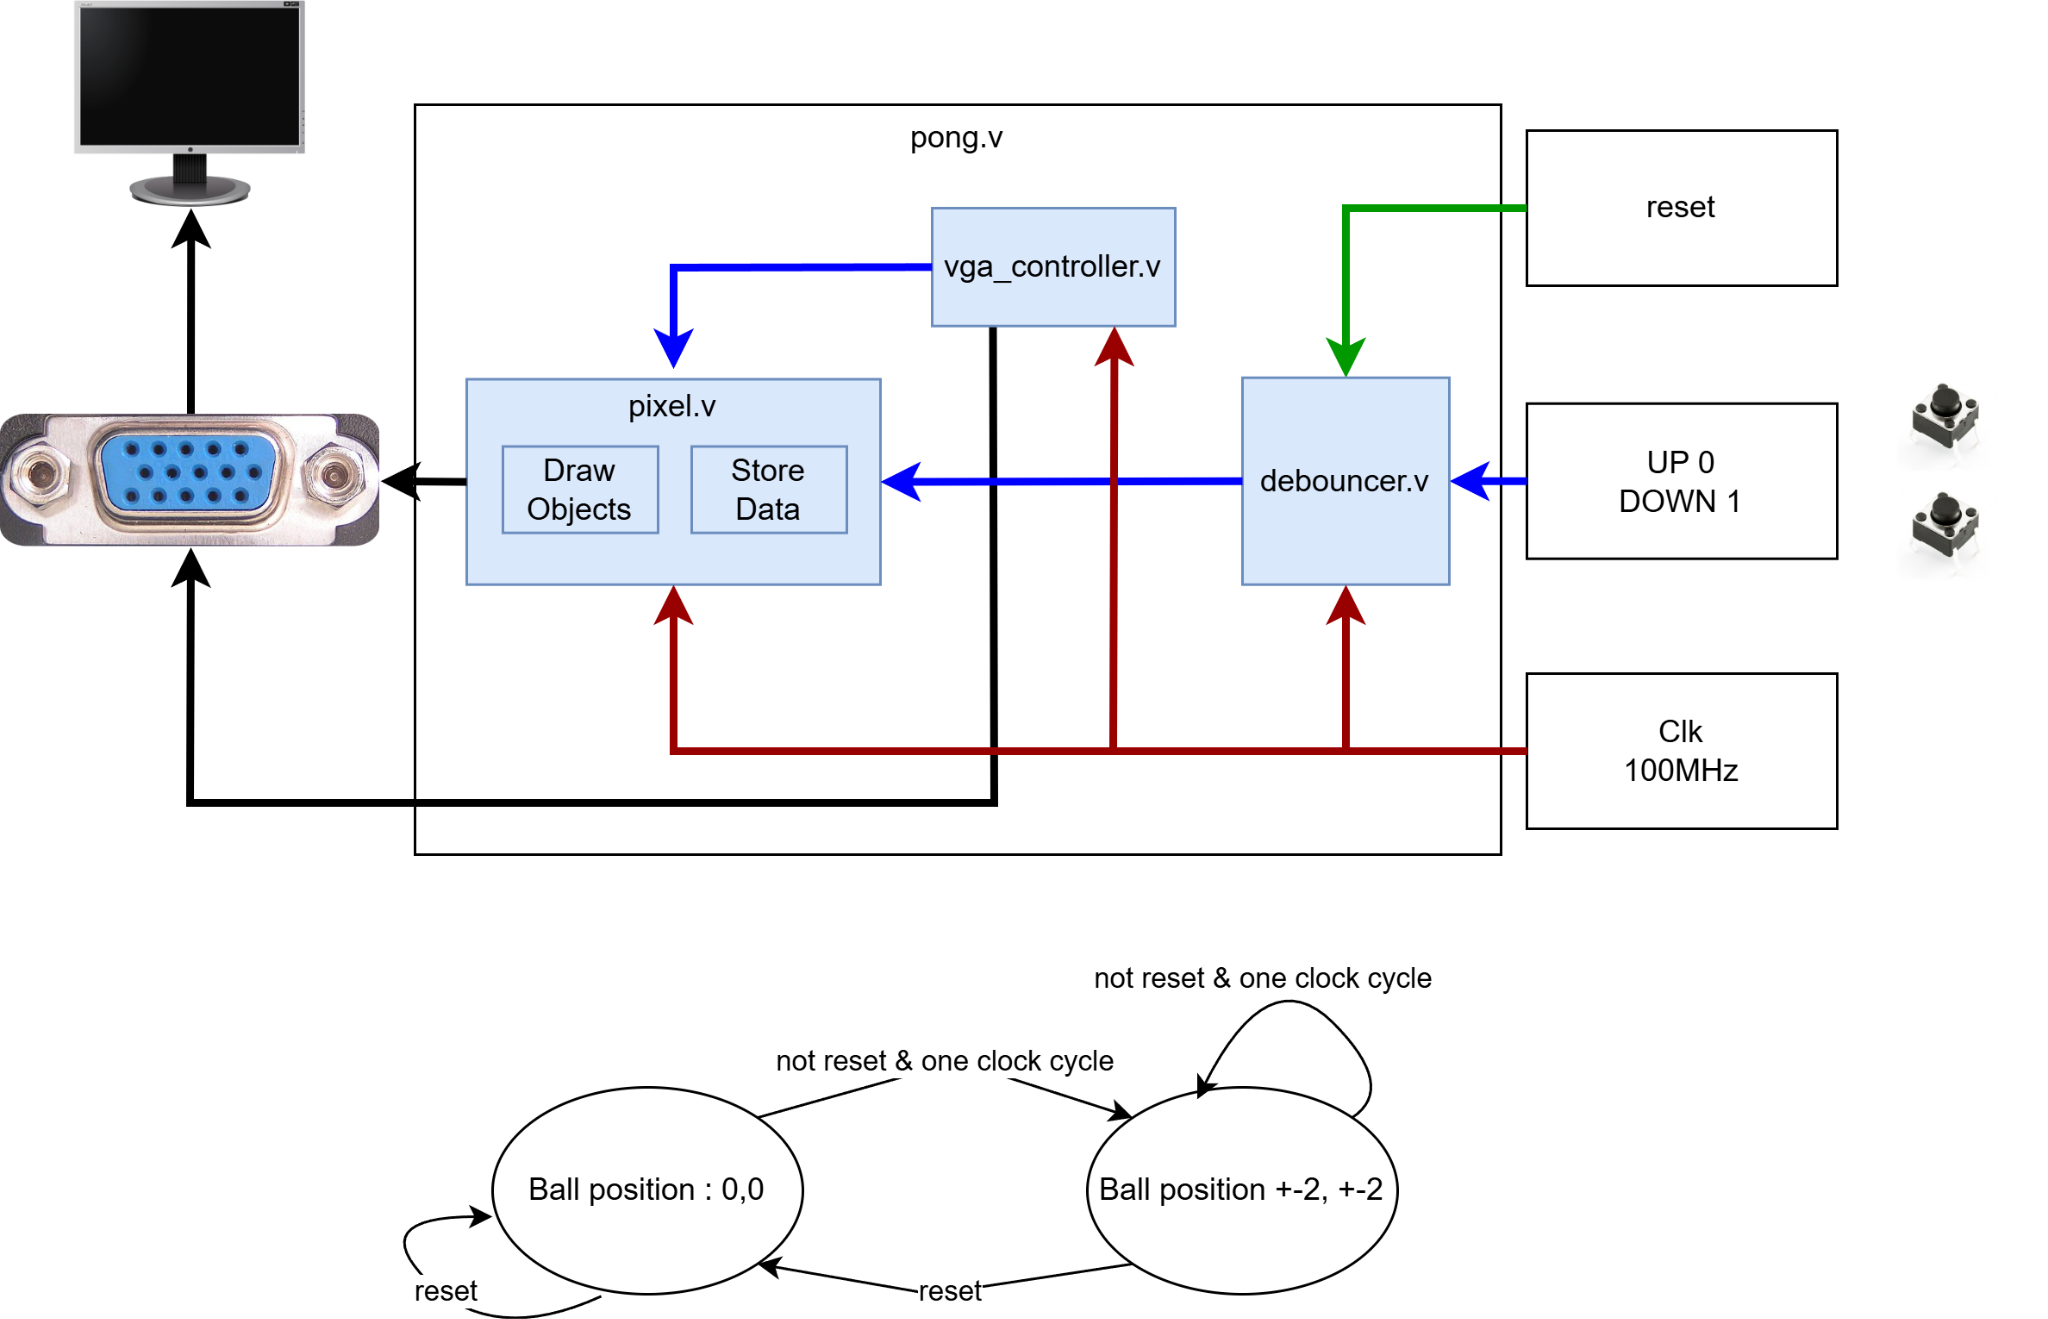 pong.v
reset
vga_controller.v
pixel.v
Draw
Objects
Store
Data
debouncer.v
UP 0
DOWN 1
Clk
100MHz
not reset & one clock cycle
not reset & one clock cycle
Ball position : 0,0
Ball position +-2, +-2
reset
reset